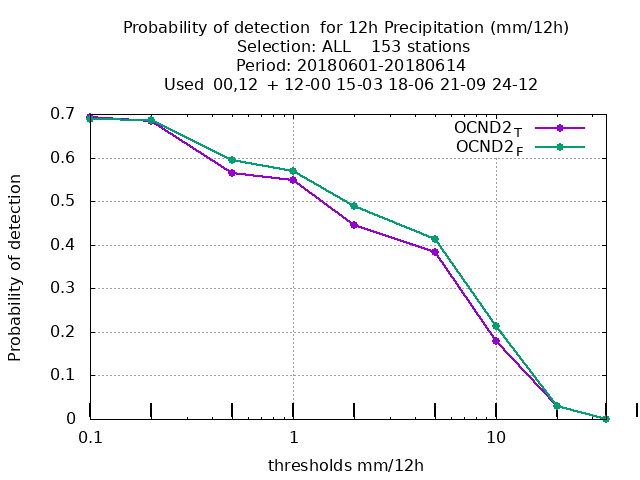 Probability of detection  for 12h Precipitation (mm/12h)
Selection: ALL    153 stations
Period: 20180601-20180614
Used  00,12  + 12-00 15-03 18-06 21-09 24-12
OCND2T
OCND2F
Probability of detection
0.7
0.6
0.5
0.4
0.3
0.2
0.1
0
0.1 1 10
thresholds mm/12h